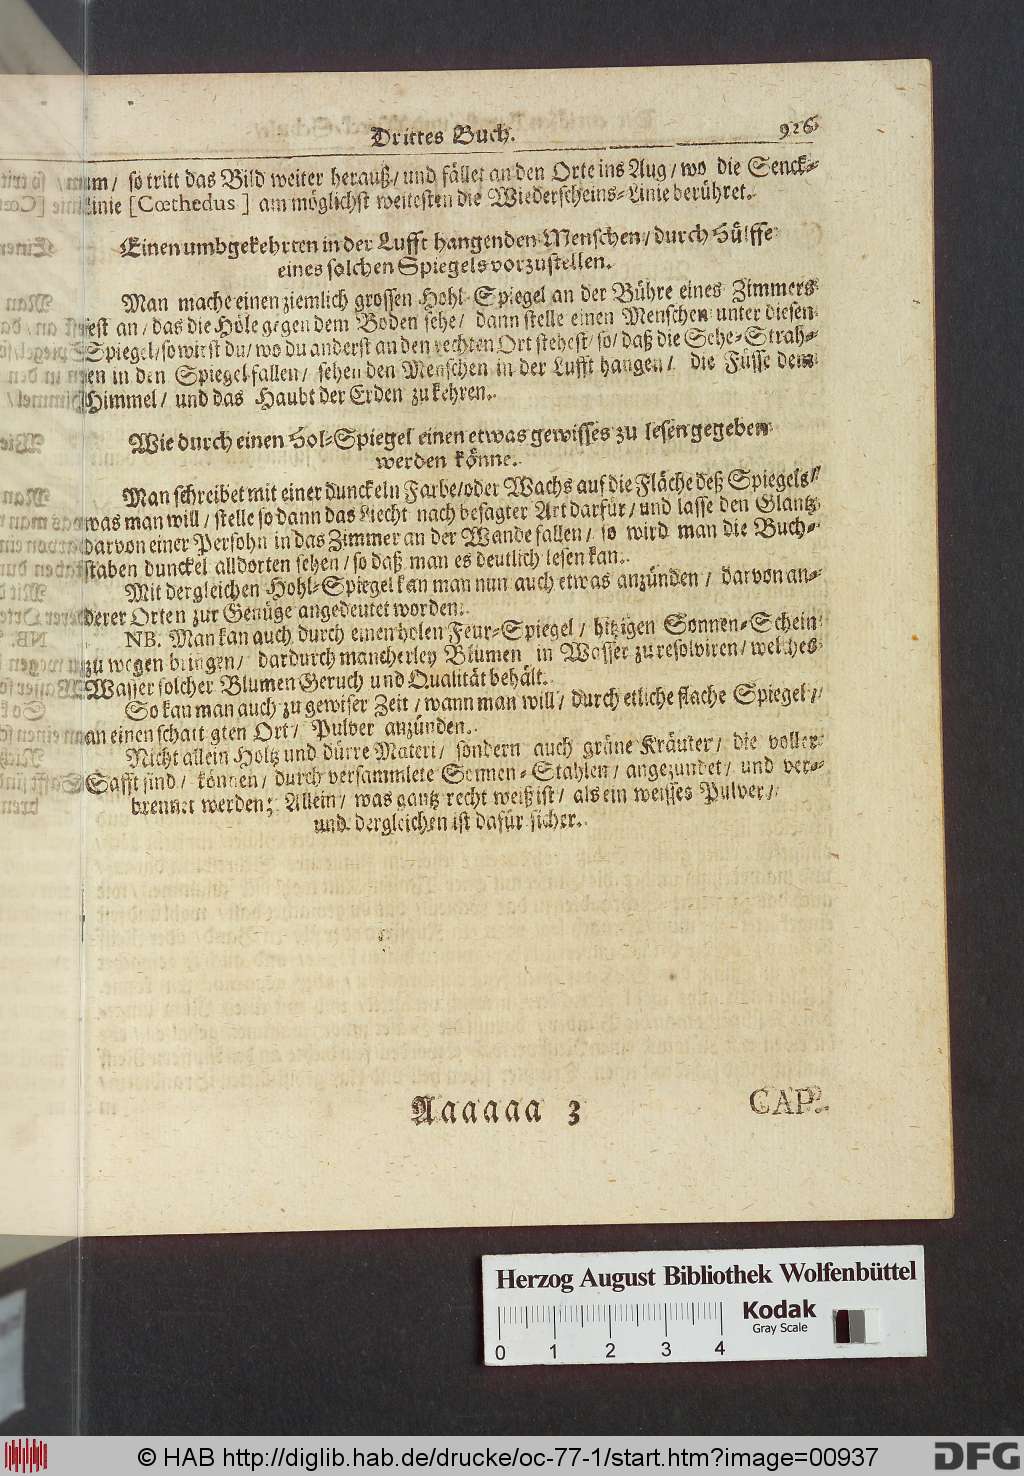 Drittes Buch. 926
um/ so tritt das Bild weiter herauß/ und fället an den Orte ins Aug/ wo die Senck-
Linie [Cœthedus] am möglichst weitesten die Wiederscheins-Linie berühret.
Einen umbgekehrten in der Lufft hangenden Menschen/ durch Hülffe
eines solchen Spiegels vorzustellen.
Man mache einen ziemlich grossen Hohl-Spiegel an der Bühre eines Zimmers
fest an/ das die Höle gegen dem Boden sehe/ dann stelle einen Menschen unter diesen
Spiegel/ so wirst du/ wo du anderst an den rechten Ort stehest/ so/ daß die Sehe-Strah-
en in den Spiegel fallen/ sehen den Menschen in der Lufft hangen/ die Füsse dem
Himmel/ und das Haubt der Erden zukehren.
Wie durch einen Hol-Spiegel einen etwas gewisses zu lesen gegeben
werden könne.
Man schreibet mit einer dunckeln Farbe/ oder Wachs auf die Fläche deß Spiegels/
was man will/ stelle so dann das Liecht nach besagter Art darfür/ und lasse den Glantz
darvon einer Persohn in das Zimmer an der Wande fallen/ so wird man die Buch-
staben dunckel alldorten sehen/ so daß man es deutlich lesen kan.
Mit dergleichen Hohl-Spiegel kan man nun auch etwas anzünden/ darvon an-
derer Orten zur Genüge angedeutet worden.
NB. Man kan auch durch einen holen Feur-Spiegel/ hitzigen Sonnen-Schein
zu wegen bringen/ dardurch mancherley Blumen in Wasser zu resolviren/ welches
Wasser solcher Blumen Geruch und Qualität behält.
So kan man auch zu gewiser Zeit/ wann man will/ durch etliche flache Spiegel/
an einen schattigten Ort/ Pulver anzünden.
Nicht allein Holtz und dürre Materi/ sondern auch gräne Kräuter/ die voller
Safft sind/ können/ durch versammlete Sonnen-Stahlen/ angezündet/ und ver-
brennet werden; Allein/ was gantz recht weiß ist/ als ein weisses Pulver/
und dergleichen ist dafür sicher.
Aaaaaa 3 CAP.
Herzog August Bibliothek Wolfenbüttel
0 1 2 3 4
Kodak
Gray Scale
© HAB http://diglib.hab.de/drucke/oc-77-1/start.htm?image=00937
DFG